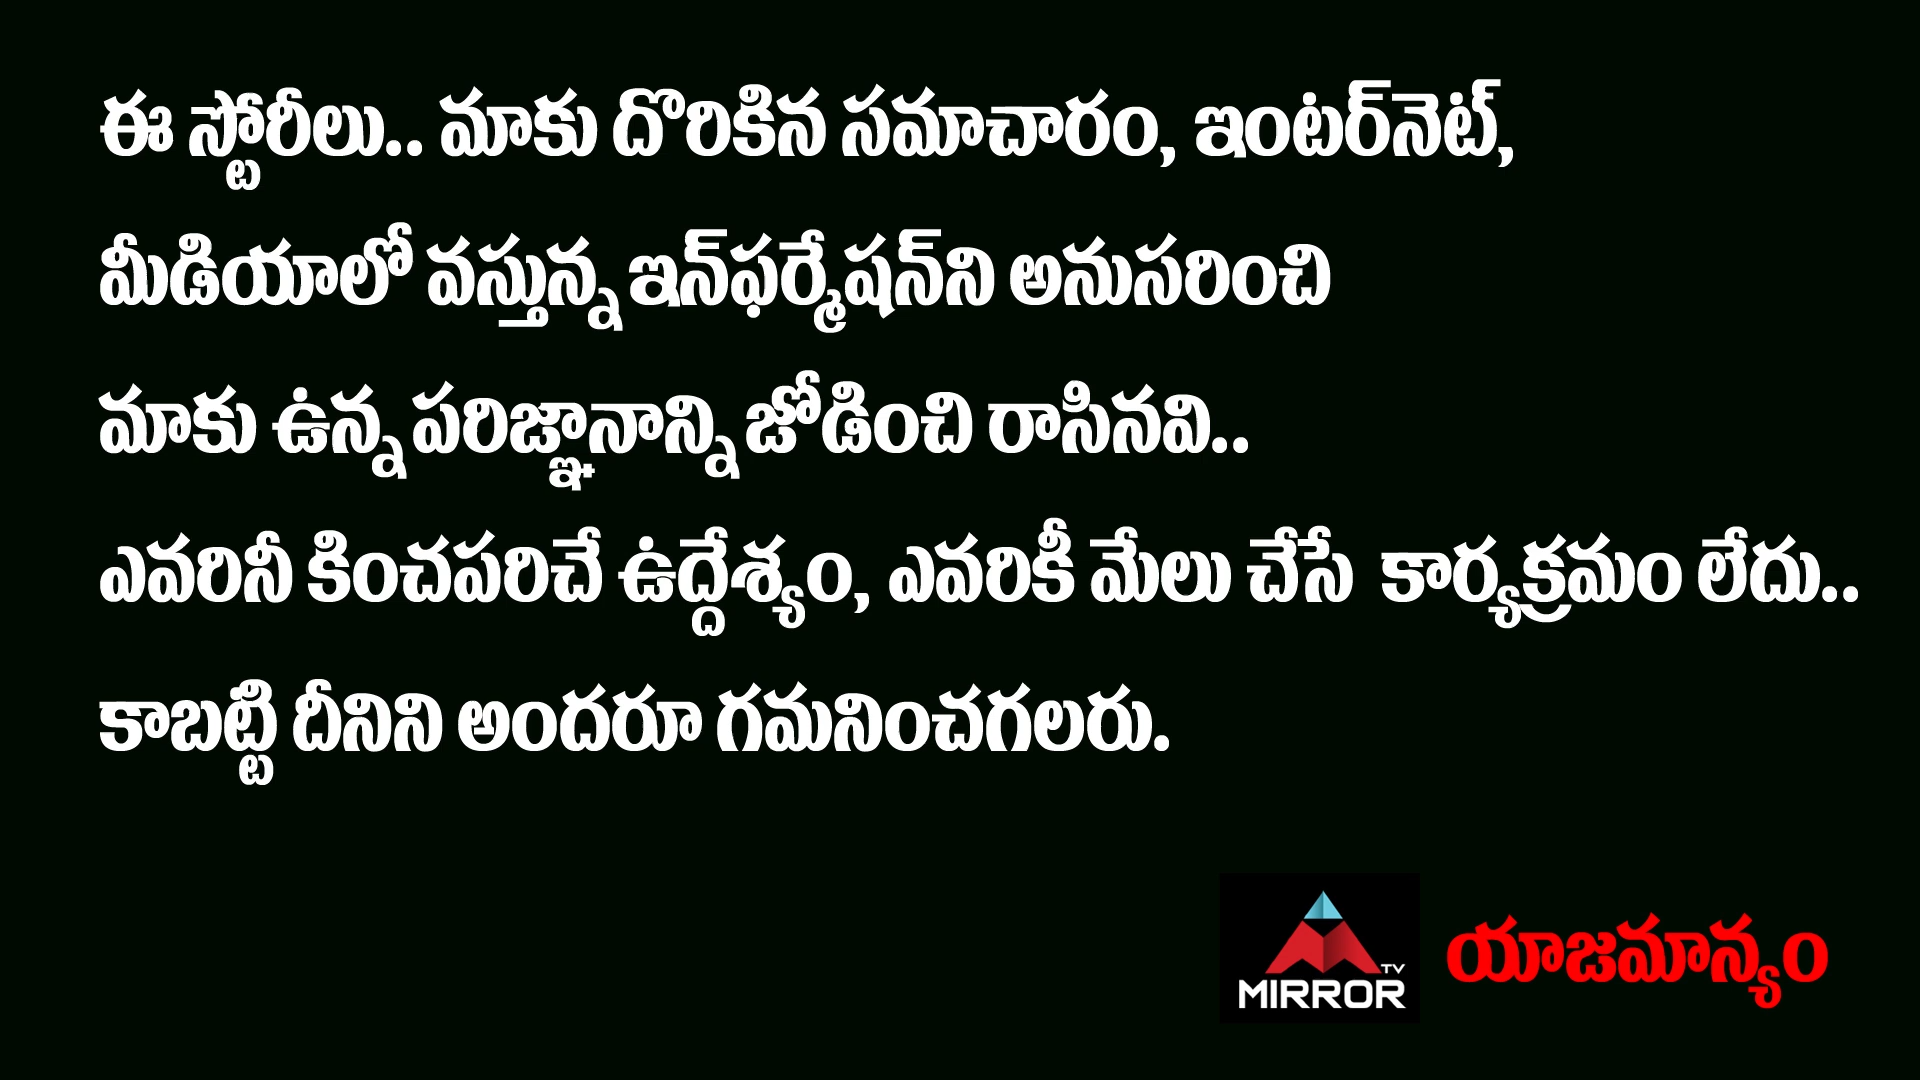 ఈ స్టోరీలు.. మాకు దొరికిన సమాచారం, ఇంటర్‌నెట్,
మీడియాలో వస్తున్న ఇన్‌ఫర్మేషన్‌ని అనుసరించి
మాకు ఉన్న పరిజ్ఞానాన్ని జోడించి రాసినవి..
ఎవరినీ కించపరిచే ఉద్దేశ్యం, ఎవరికీ మేలు చేసే కార్యక్రమం లేదు..
కాబట్టి దీనిని అందరూ గమనించగలరు.
TV
MIRROR
యాజమాన్యం